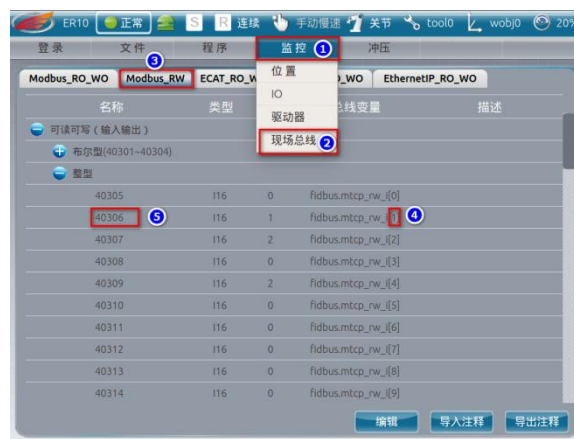 ER10 正常 S R 连续 手动慢速 关节 tool0 wobj0 20%
登录 文件 程序 监控 1 冲压
3
Modbus_RO_WO Modbus_RW ECAT_RO_W _WO EthernetIP_RO_WO
位置
IO
驱动器
现场总线 2
名称 类型 总线变量 描述
可读可写(输入输出)
布尔型(40301~40304)
整型
40305 I16 0 fidbus.mtcp_rw_i[0]
40306 5 I16 1 fidbus.mtcp_rw_i[1] 4
40307 I16 2 fidbus.mtcp_rw_i[2]
40308 I16 0 fidbus.mtcp_rw_i[3]
40309 I16 2 fidbus.mtcp_rw_i[4]
40310 I16 0 fidbus.mtcp_rw_i[5]
40311 I16 0 fidbus.mtcp_rw_i[6]
40312 I16 0 fidbus.mtcp_rw_i[7]
40313 I16 0 fidbus.mtcp_rw_i[8]
40314 I16 0 fidbus.mtcp_rw_i[9]
编辑 导入注释 导出注释